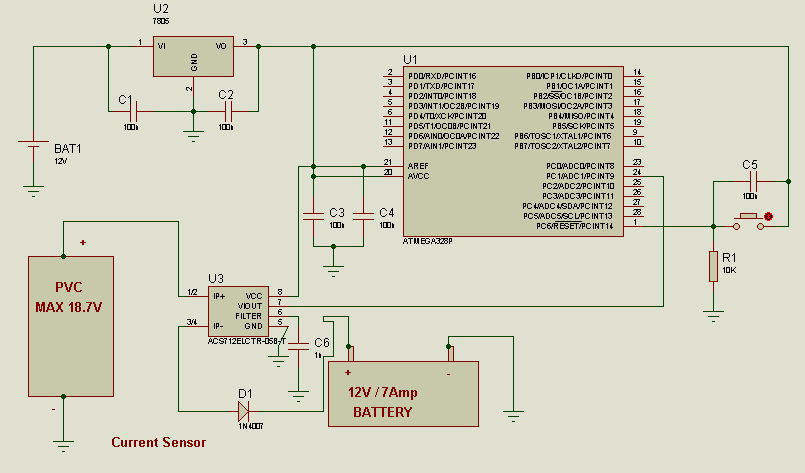 U2
7805
1 VI VO 3
GND
2
C1
100n
C2
100n
BAT1
12V
U1
2 PD0/RXD/PCINT16 PB0/ICP1/CLKO/PCINT0 14
3 PD1/TXD/PCINT17 PB1/OC1A/PCINT1 15
4 PD2/INT0/PCINT18 PB2/SS/OC1B/PCINT2 16
5 PD3/INT1/OC2B/PCINT19 PB3/MOSI/OC2A/PCINT3 17
6 PD4/T0/XCK/PCINT20 PB4/MISO/PCINT4 18
11 PD5/T1/OC0B/PCINT21 PB5/SCK/PCINT5 19
12 PD6/AIN0/OC0A/PCINT22 PB6/TOSC1/XTAL1/PCINT6 9
13 PD7/AIN1/PCINT23 PB7/TOSC2/XTAL2/PCINT7 10
21 AREF PC0/ADC0/PCINT8 23
20 AVCC PC1/ADC1/PCINT9 24
PC2/ADC2/PCINT10 25
PC3/ADC3/PCINT11 26
PC4/ADC4/SDA/PCINT12 27
PC5/ADC5/SCL/PCINT13 28
PC6/RESET/PCINT14 1
ATMEGA328P
C5
100n
C3
100n
C4
100n
R1
10K
+
PVC
MAX 18.7V
-
U3
1/2 IP+ VCC 8
VIOUT 7
FILTER 6
3/4 IP- GND 5
ACS712ELCTR-05B-T
C6
1n
D1
1N4007
+ -
12V / 7Amp
BATTERY
Current Sensor